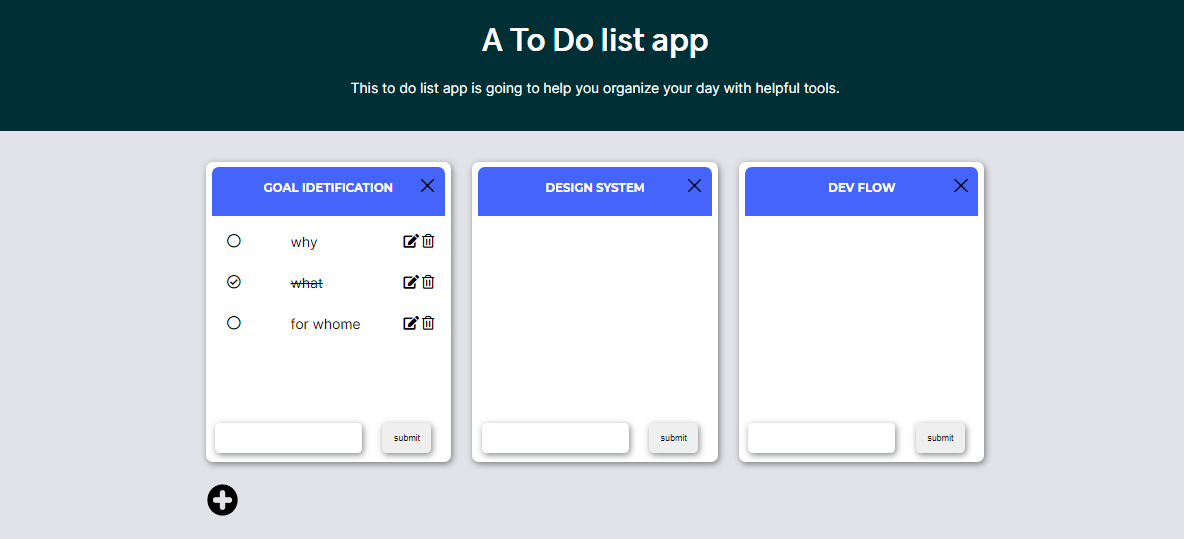 A To Do list app
This to do list app is going to help you organize your day with helpful tools.
GOAL IDETIFICATION
why
what
for whome
submit
DESIGN SYSTEM
submit
DEV FLOW
submit